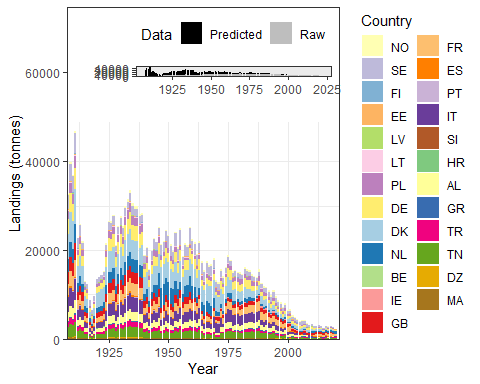 Data Predicted Raw
40000
1925 1950 1975 2000 2025
60000
40000
20000
0
Landings (tonnes)
1925 1950 1975 2000
Year
Country
NO FR
SE ES
FI PT
EE IT
LV SI
LT HR
PL AL
DE GR
DK TR
NL TN
BE DZ
IE MA
GB